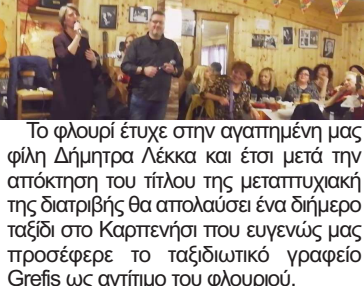 Το φλουρί έτυχε στην αγαπημένη μας
φίλη Δήμητρα Λέκκα και έτσι μετά την
απόκτηση του τίτλου της μεταπτυχιακή
της διατριβής θα απολαύσει ένα διήμερο
ταξίδι στο Καρπενήσι που ευγενώς μας
προσέφερε το ταξιδιωτικό γραφείο
Grefis ως αντίτιμο του φλουριού.